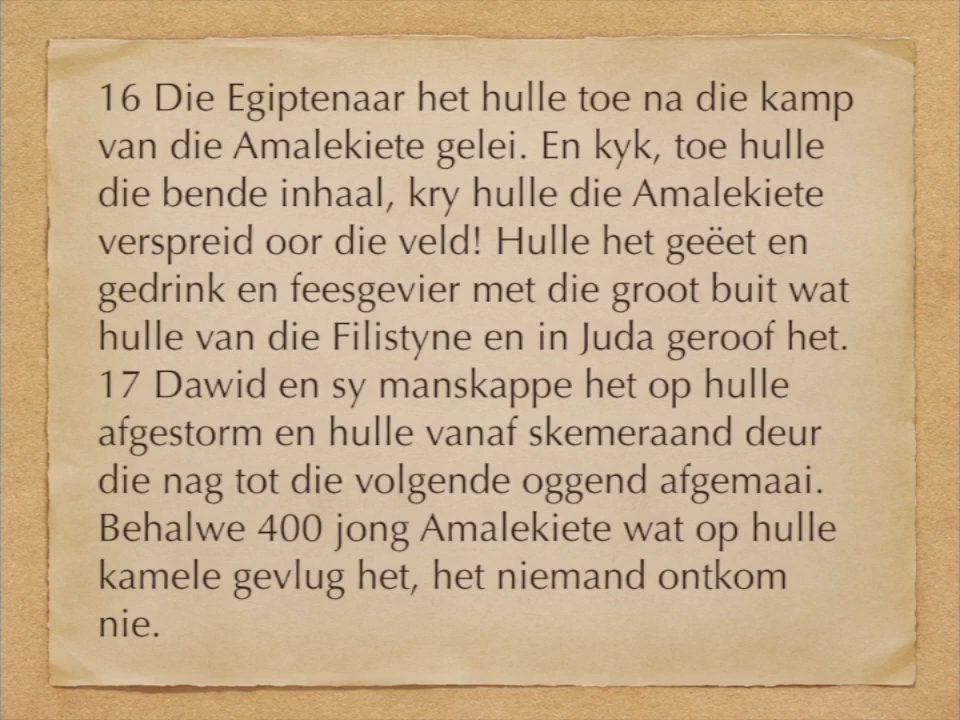 16 Die Egiptenaar het hulle toe na die kamp
van die Amalekiete gelei. En kyk, toe hulle
die bende inhaal, kry hulle die Amalekiete
verspreid oor die veld! Hulle het geëet en
gedrink en feesgevier met die groot buit wat
hulle van die Filistyne en in Juda geroof het.
17 Dawid en sy manskappe het op hulle
afgestorm en hulle vanaf skemeraand deur
die nag tot die volgende oggend afgemaai.
Behalwe 400 jong Amalekiete wat op hulle
kamele gevlug het, het niemand ontkom
nie.